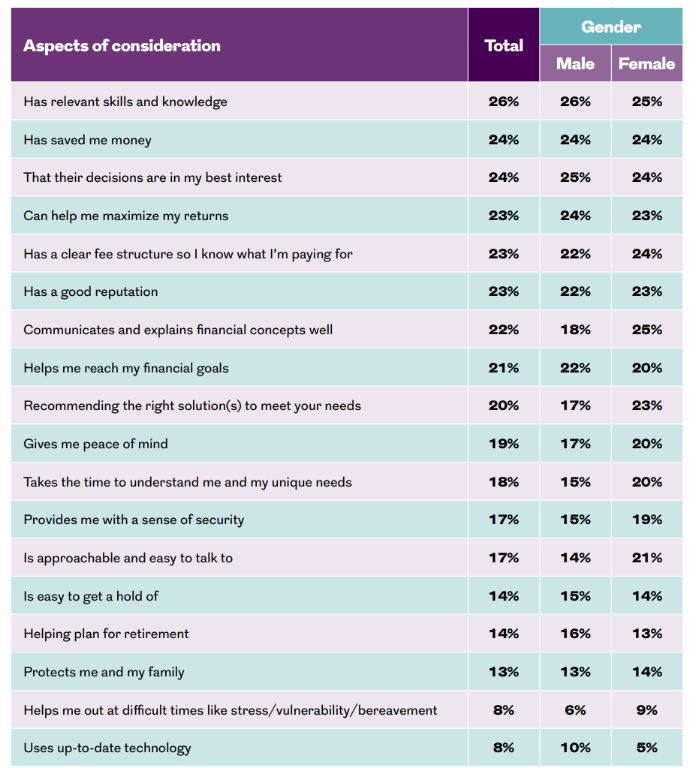 Aspects of consideration Total Gender
Male Female
Has relevant skills and knowledge 26% 26% 25%
Has saved me money 24% 24% 24%
That their decisions are in my best interest 24% 25% 24%
Can help me maximize my returns 23% 24% 23%
Has a clear fee structure so I know what I'm paying for 23% 22% 24%
Has a good reputation 23% 22% 23%
Communicates and explains financial concepts well 22% 18% 25%
Helps me reach my financial goals 21% 22% 20%
Recommending the right solution(s) to meet your needs 20% 17% 23%
Gives me peace of mind 19% 17% 20%
Takes the time to understand me and my unique needs 18% 15% 20%
Provides me with a sense of security 17% 15% 19%
Is approachable and easy to talk to 17% 14% 21%
Is easy to get a hold of 14% 15% 14%
Helping plan for retirement 14% 16% 13%
Protects me and my family 13% 13% 14%
Helps me out at difficult times like stress/vulnerability/bereavement 8% 6% 9%
Uses up-to-date technology 8% 10% 5%